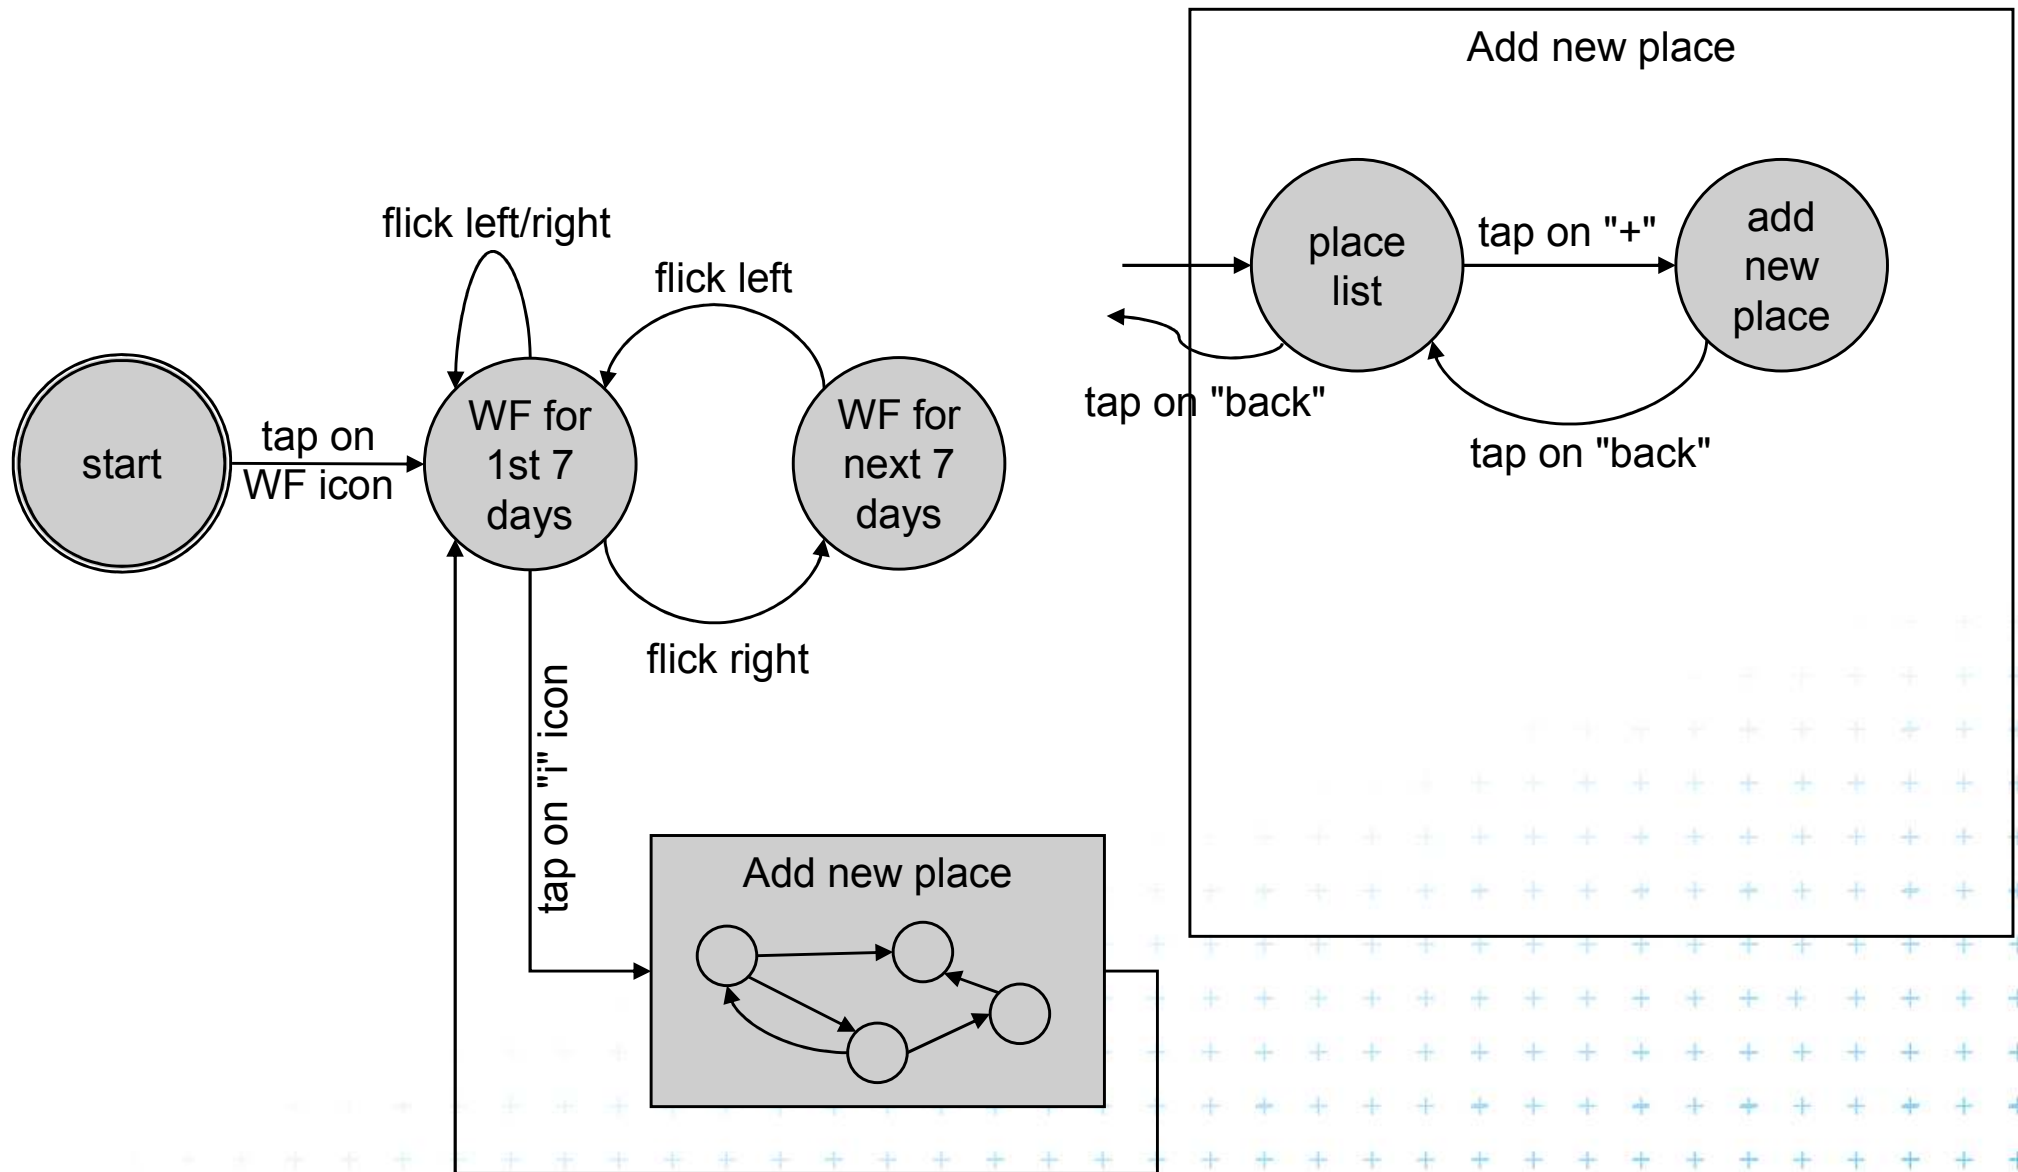 Add new place
flick left/right
flick left
place
list
tap on "+"
add
new
place
tap on "back"
tap on "back"
start
tap on
WF icon
WF for
1st 7
days
WF for
next 7
days
flick right
tap on "i" icon
Add new place